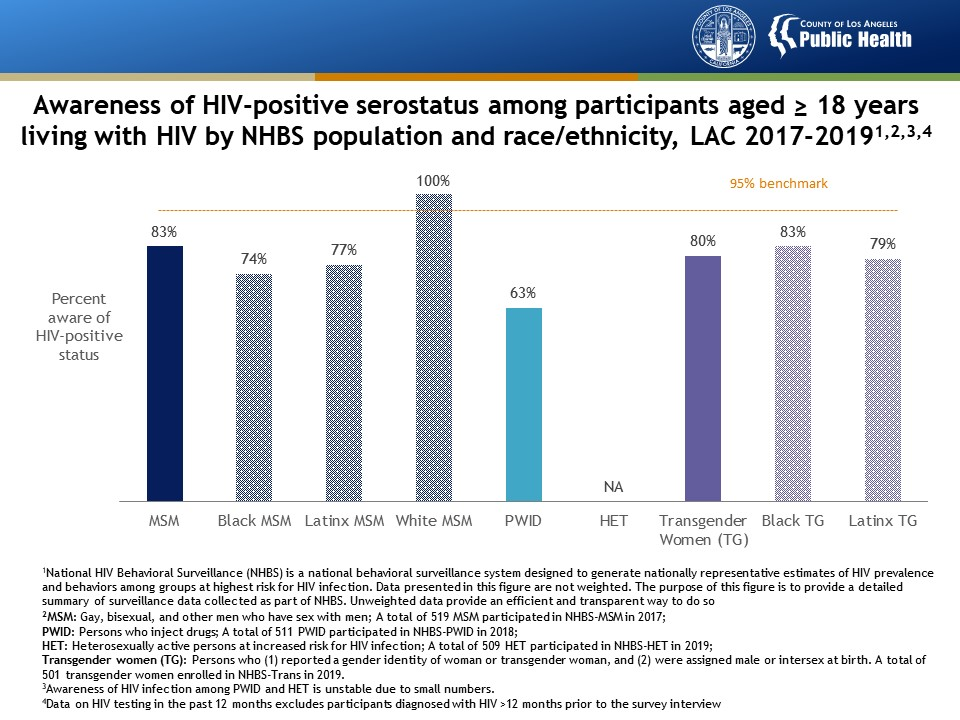 COUNTY OF LOS ANGELES
CALIFORNIA
COUNTY OF LOS ANGELES
Public Health
Awareness of HIV-positive serostatus among participants aged ≥ 18 years
living with HIV by NHBS population and race/ethnicity, LAC 2017-2019¹,²,³,⁴
95% benchmark
100%
83%
74%
77%
63%
NA
80%
83%
79%
Percent
aware of
HIV-positive
status
MSM Black MSM Latinx MSM White MSM PWID HET Transgender Black TG Latinx TG
Women (TG)
¹National HIV Behavioral Surveillance (NHBS) is a national behavioral surveillance system designed to generate nationally representative estimates of HIV prevalence
and behaviors among groups at highest risk for HIV infection. Data presented in this figure are not weighted. The purpose of this figure is to provide a detailed
summary of surveillance data collected as part of NHBS. Unweighted data provide an efficient and transparent way to do so
²MSM: Gay, bisexual, and other men who have sex with men; A total of 519 MSM participated in NHBS-MSM in 2017;
PWID: Persons who inject drugs; A total of 511 PWID participated in NHBS-PWID in 2018;
HET: Heterosexually active persons at increased risk for HIV infection; A total of 509 HET participated in NHBS-HET in 2019;
Transgender women (TG): Persons who (1) reported a gender identity of woman or transgender woman, and (2) were assigned male or intersex at birth. A total of
501 transgender women enrolled in NHBS-Trans in 2019.
³Awareness of HIV infection among PWID and HET is unstable due to small numbers.
⁴Data on HIV testing in the past 12 months excludes participants diagnosed with HIV >12 months prior to the survey interview